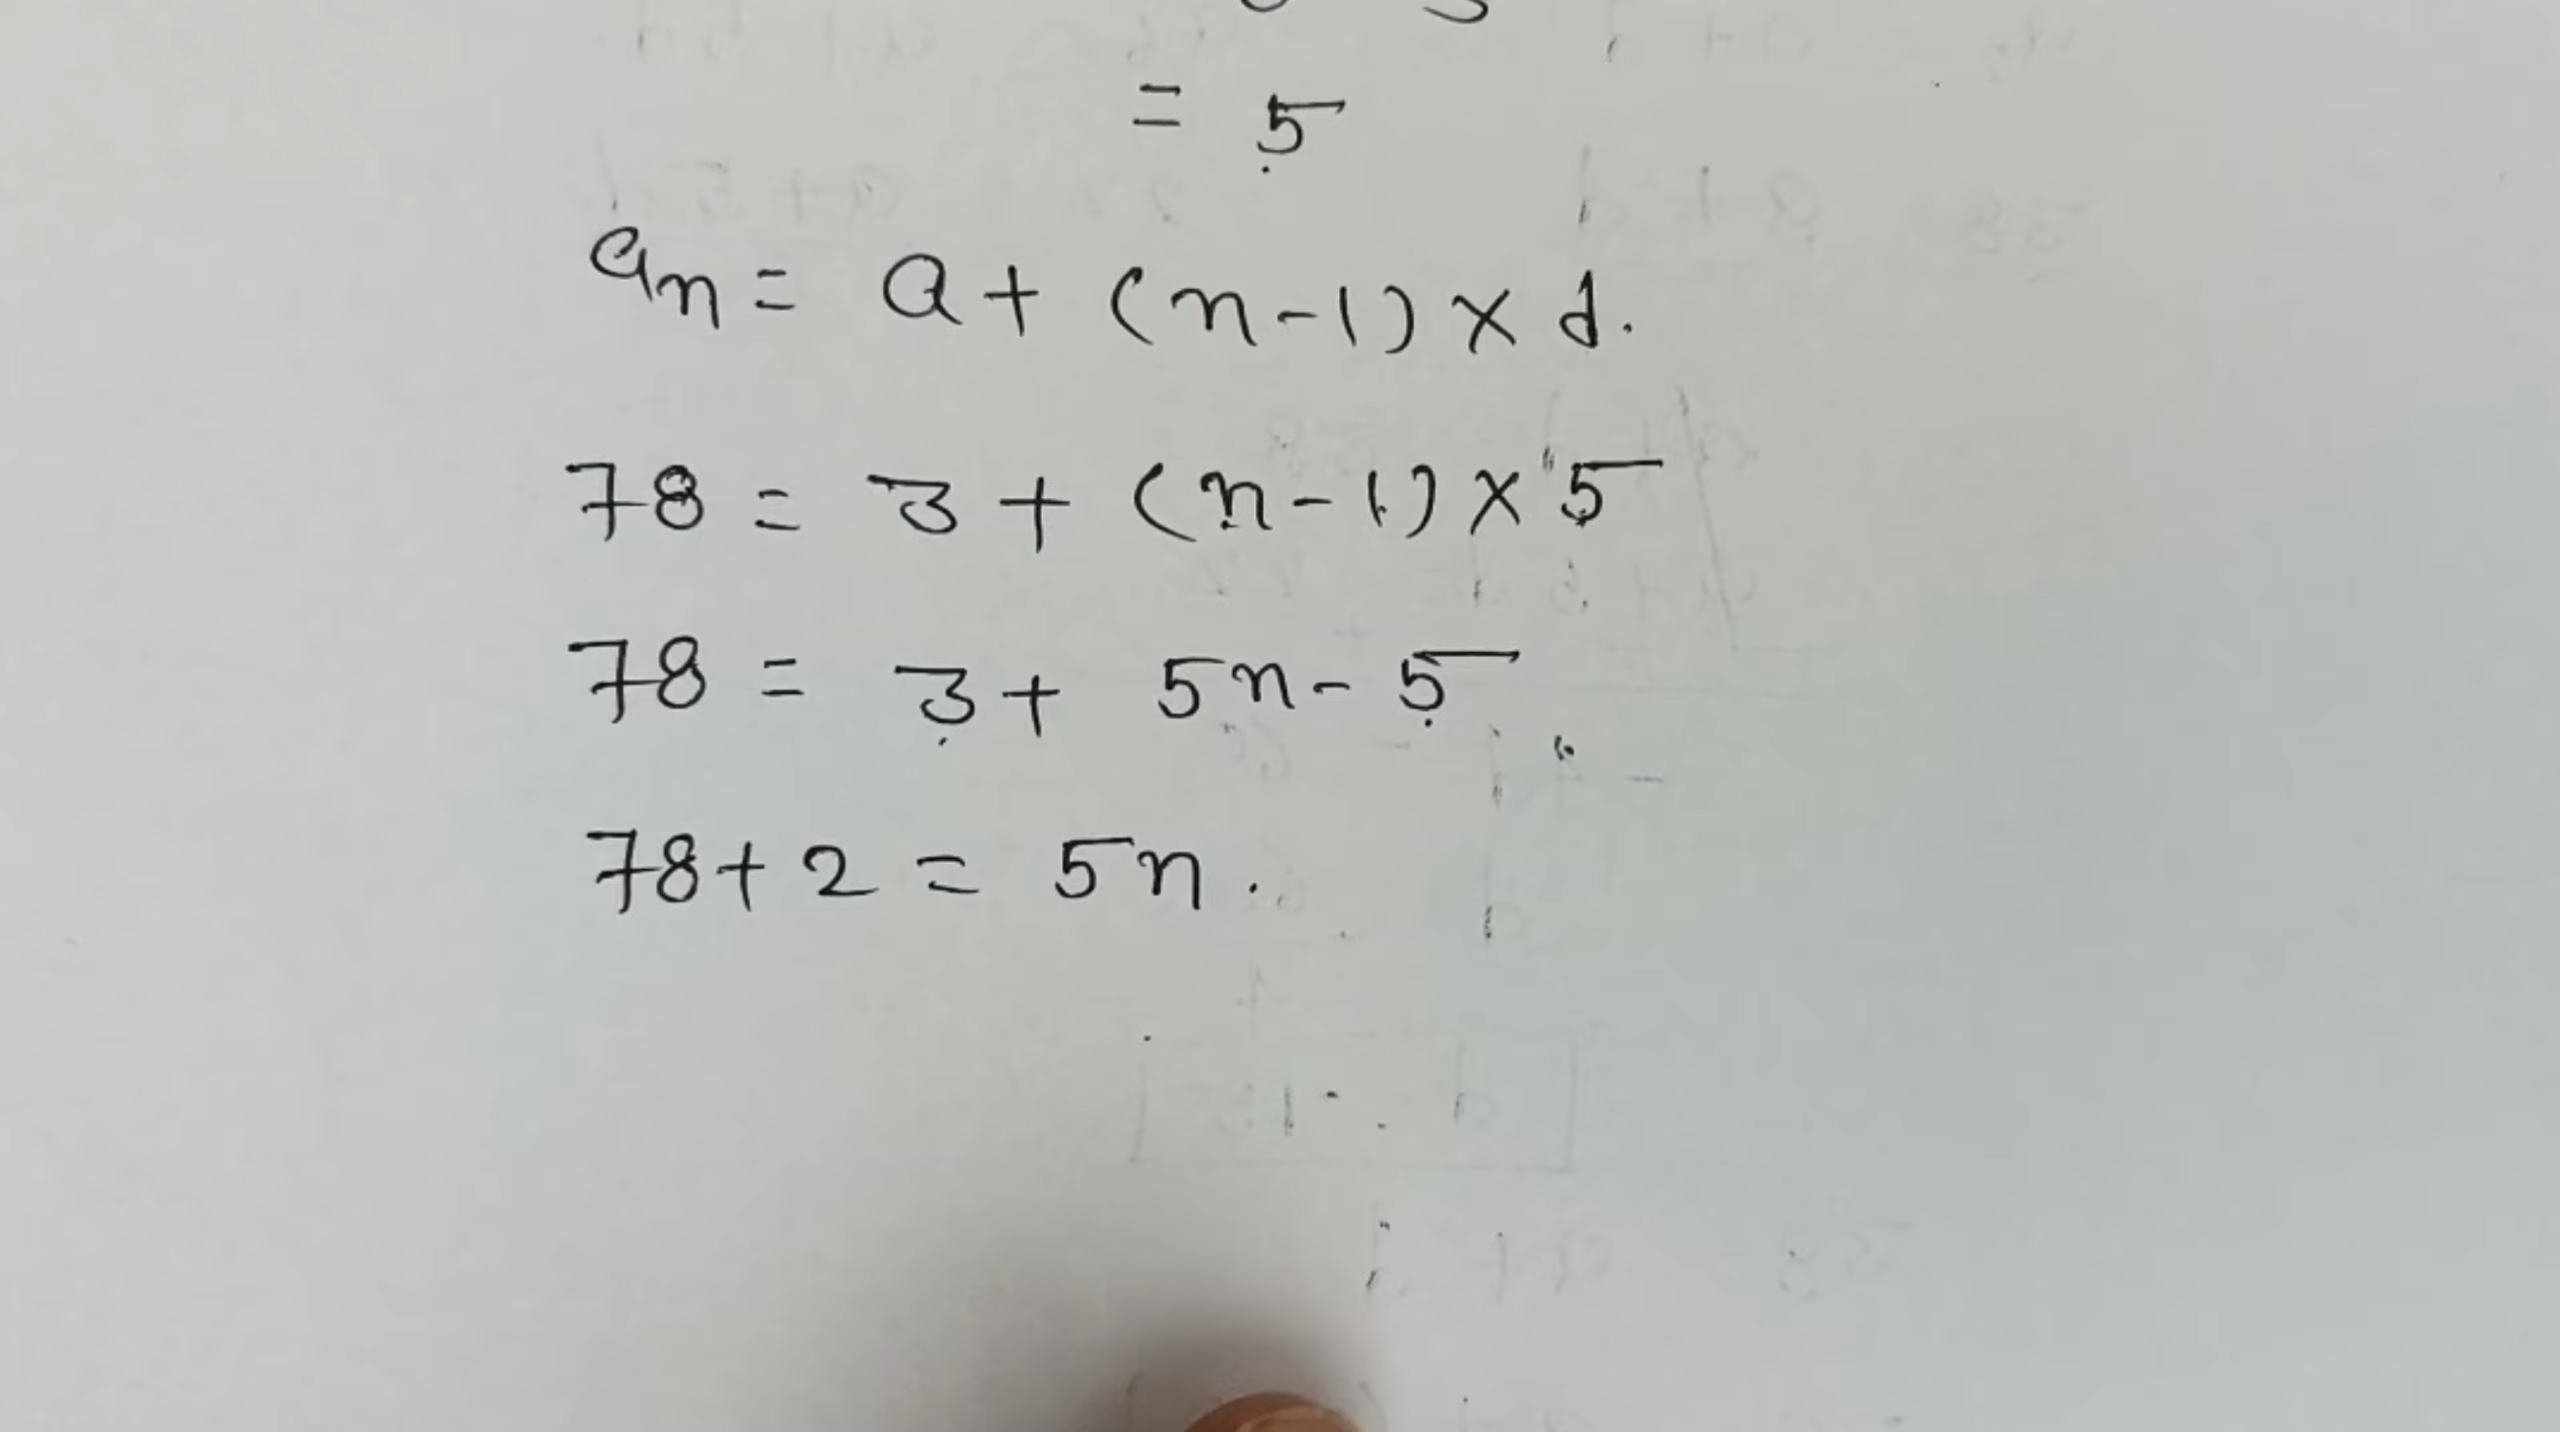 = 5
an = a + (n-1) × d.
78 = 3 + (n-1) × 5
78 = 3 + 5n - 5
78 + 2 = 5n.